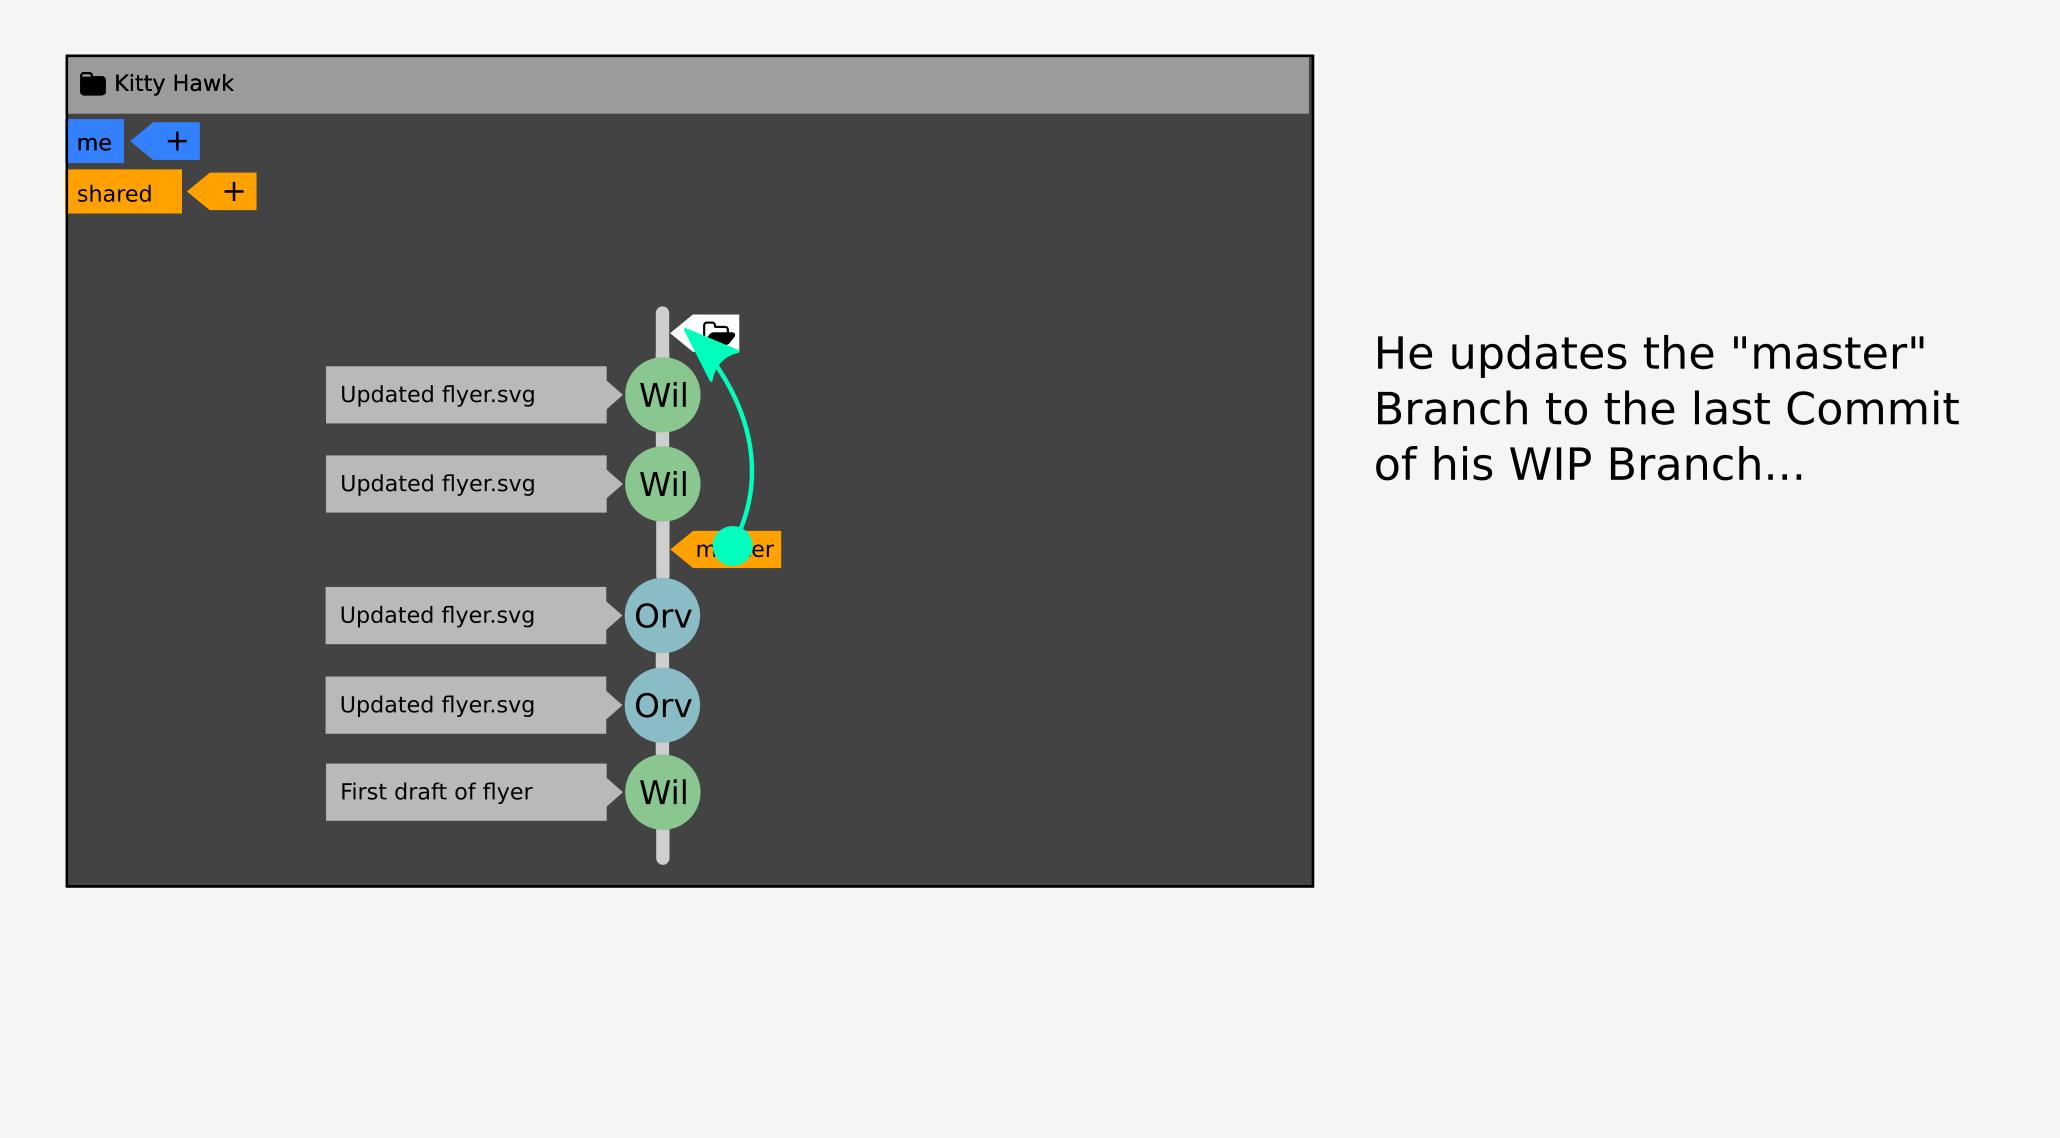 Kitty Hawk
me +
shared +
Updated flyer.svg Wil
Updated flyer.svg Wil
Updated flyer.svg Orv
Updated flyer.svg Orv
First draft of flyer Wil
He updates the "master"
Branch to the last Commit
of his WIP Branch...